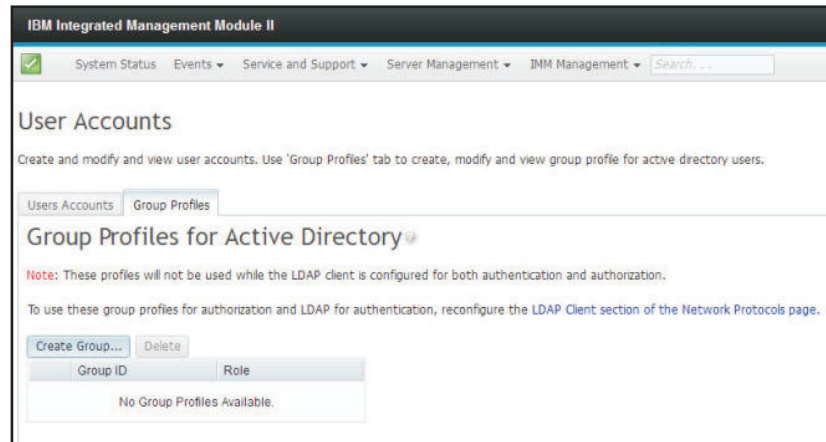 IBM Integrated Management Module II
System Status Events Service and Support Server Management IMM Management Search. . .
User Accounts
Create and modify and view user accounts. Use 'Group Profiles' tab to create, modify and view group profile for active directory users.
Users Accounts Group Profiles
Group Profiles for Active Directory
Note: These profiles will not be used while the LDAP client is configured for both authentication and authorization.
To use these group profiles for authorization and LDAP for authentication, reconfigure the LDAP Client section of the Network Protocols page.
Create Group... Delete
Group ID Role
No Group Profiles Available.